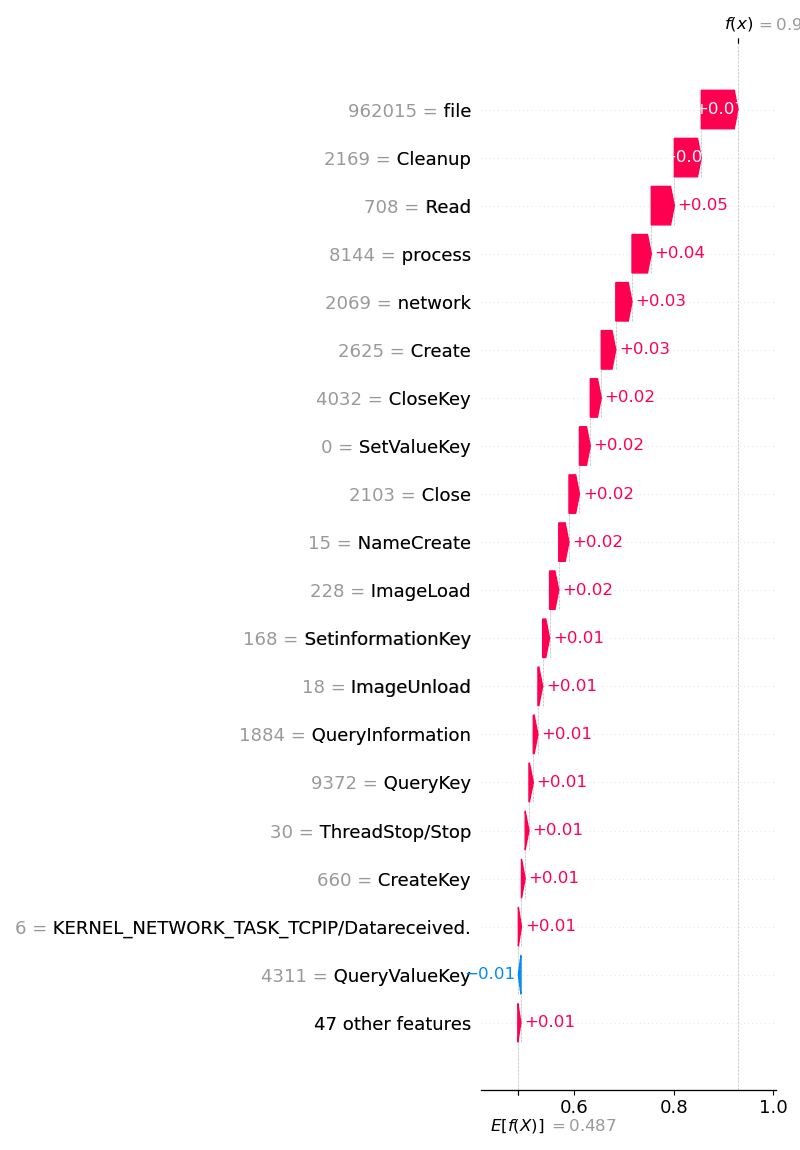 f(x) = 0.9
962015 = file
+0.0
2169 = Cleanup
0.0
708 = Read
+0.05
8144 = process
+0.04
2069 = network
+0.03
2625 = Create
+0.03
4032 = CloseKey
+0.02
0 = SetValueKey
+0.02
2103 = Close
+0.02
15 = NameCreate
+0.02
228 = ImageLoad
+0.02
168 = SetinformationKey
+0.01
18 = ImageUnload
+0.01
1884 = QueryInformation
+0.01
9372 = QueryKey
+0.01
30 = ThreadStop/Stop
+0.01
660 = CreateKey
+0.01
6 = KERNEL_NETWORK_TASK_TCPIP/Datareceived.
+0.01
4311 = QueryValueKey
−0.01
47 other features
+0.01
0.6 0.8 1.0
E[f(X)] = 0.487